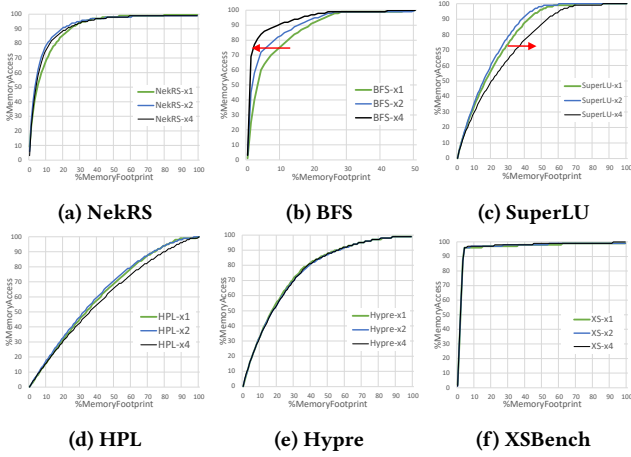 %MemoryAccess
100
90
80
70
60
50
40
30
20
10
0
NekRS-x1
NekRS-x2
NekRS-x4
0 10 20 30 40 50 60 70 80 90 100
%MemoryFootprint
(a) NekRS
%MemoryAccess
100
90
80
70
60
50
40
30
20
10
0
BFS-x1
BFS-x2
BFS-x4
0 10 20 30 40 50
%MemoryFootprint
(b) BFS
%MemoryAccess
100
90
80
70
60
50
40
30
20
10
0
SuperLU-x1
SuperLU-x2
SuperLU-x4
0 10 20 30 40 50 60 70 80 90 100
%MemoryFootprint
(c) SuperLU
%MemoryAccess
100
90
80
70
60
50
40
30
20
10
0
HPL-x1
HPL-x2
HPL-x4
0 10 20 30 40 50 60 70 80 90 100
%MemoryFootprint
(d) HPL
%MemoryAccess
100
90
80
70
60
50
40
30
20
10
0
Hypre-x1
Hypre-x2
Hypre-x4
0 10 20 30 40 50 60 70 80 90 100
%MemoryFootprint
(e) Hypre
%MemoryAccess
100
90
80
70
60
50
40
30
20
10
0
XS-x1
XS-x2
XS-x4
0 10 20 30 40 50 60 70 80 90 100
%MemoryFootprint
(f) XSBench